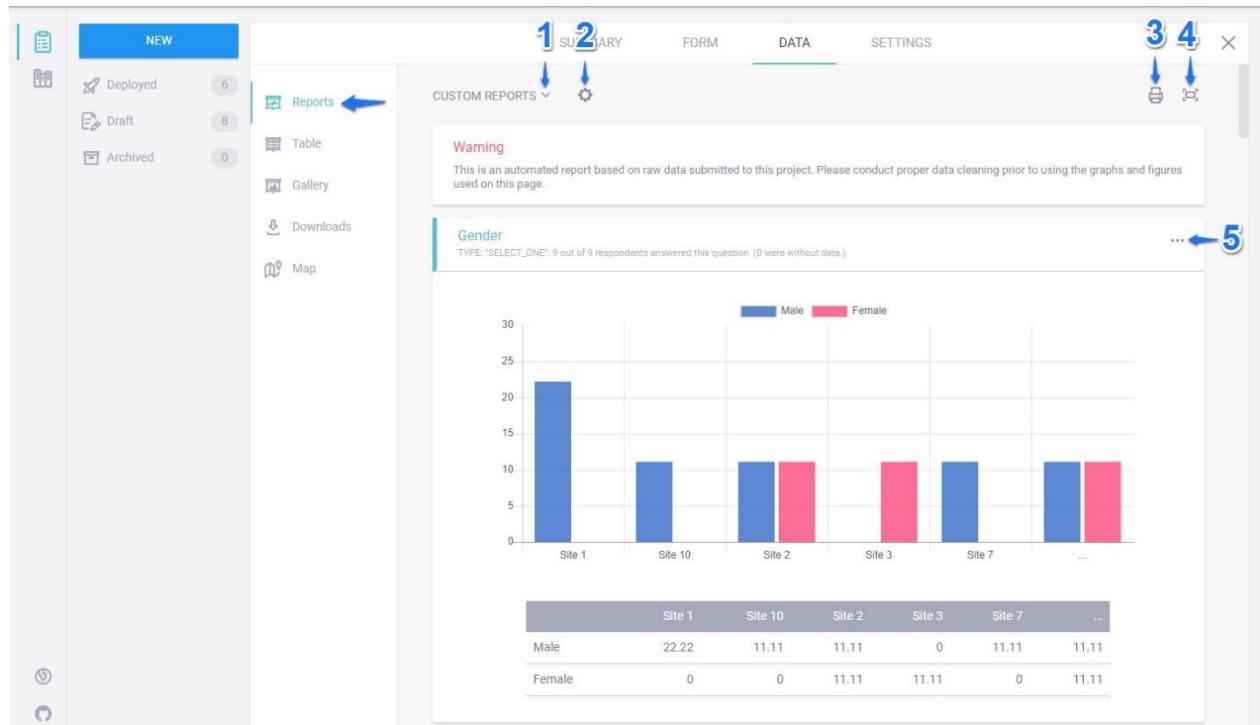 1 2 3 4
NEW
SUMMARY FORM DATA SETTINGS
Deployed 6
Draft 8
Archived 0
Reports
Table
Gallery
Downloads
Map
CUSTOM REPORTS
Warning
This is an automated report based on raw data submitted to this project. Please conduct proper data cleaning prior to using the graphs and figures
used on this page.
Gender
TYPE: "SELECT_ONE". 9 out of 9 respondents answered this question. (0 were without data.)
... 5
Male Female
30
25
20
15
10
5
0
Site 1 Site 10 Site 2 Site 3 Site 7 ...
Site 1 Site 10 Site 2 Site 3 Site 7 ...
Male 22.22 11.11 11.11 0 11.11 11.11
Female 0 0 11.11 11.11 0 11.11